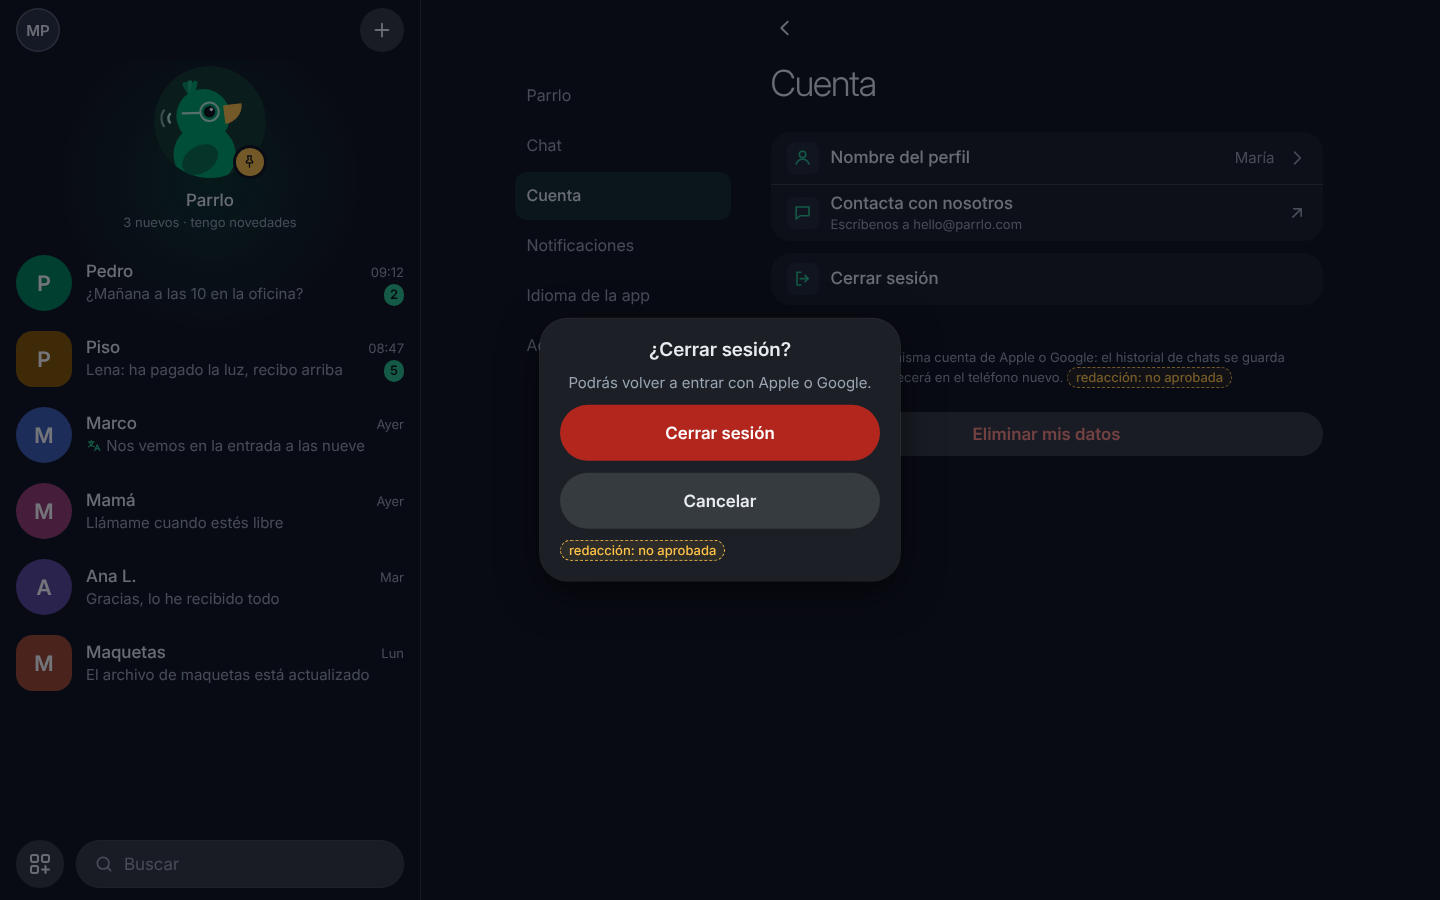 MP
Parrlo
3 nuevos · tengo novedades
Pedro
09:12
¿Mañana a las 10 en la oficina?
2
P
Piso
08:47
Lena: ha pagado la luz, recibo arriba
5
P
Marco
Ayer
Nos vemos en la entrada a las nueve
M
Mamá
Ayer
Llámame cuando estés libre
M
Ana L.
Mar
Gracias, lo he recibido todo
A
Maquetas
Lun
El archivo de maquetas está actualizado
M
Buscar
Parrlo
Chat
Cuenta
Notificaciones
Idioma de la app
Cuenta
Nombre del perfil
María
Contacta con nosotros
Escríbenos a hello@parrlo.com
Cerrar sesión
cuenta de Apple o Google: el historial de chats se guarda
en el teléfono nuevo. redacción: no aprobada
Eliminar mis datos
¿Cerrar sesión?
Podrás volver a entrar con Apple o Google.
Cerrar sesión
Cancelar
redacción: no aprobada